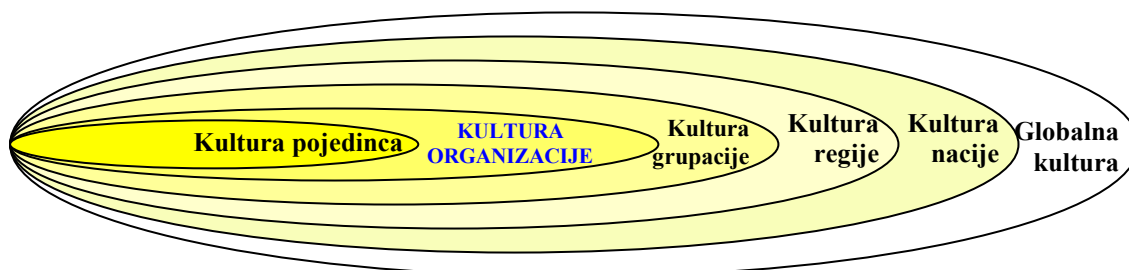 Kultura pojedinca
KULTURA
ORGANIZACIJE
Kultura
grupacije
Kultura
regije
Kultura
nacije
Globalna
kultura